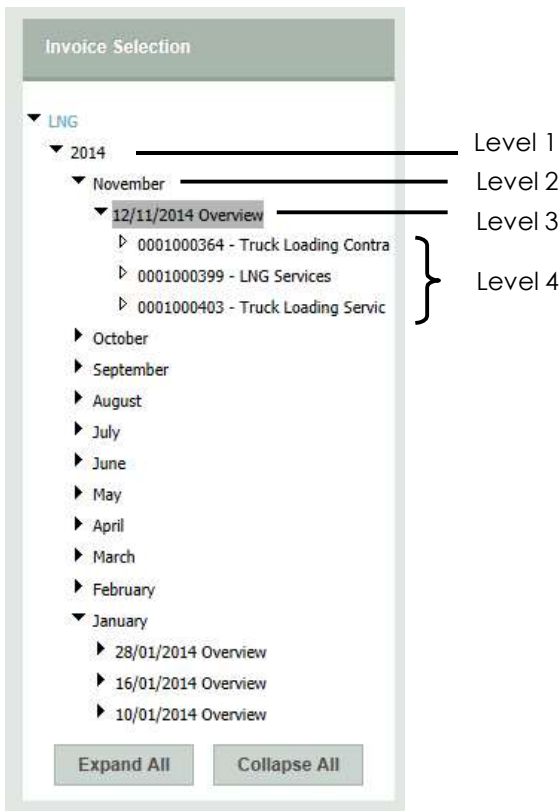 Invoice Selection
LNG
2014
Level 1
November
Level 2
12/11/2014 Overview
Level 3
0001000364 - Truck Loading Contra
0001000399 - LNG Services
Level 4
0001000403 - Truck Loading Servic
October
September
August
July
June
May
April
March
February
January
28/01/2014 Overview
16/01/2014 Overview
10/01/2014 Overview
Expand All
Collapse All